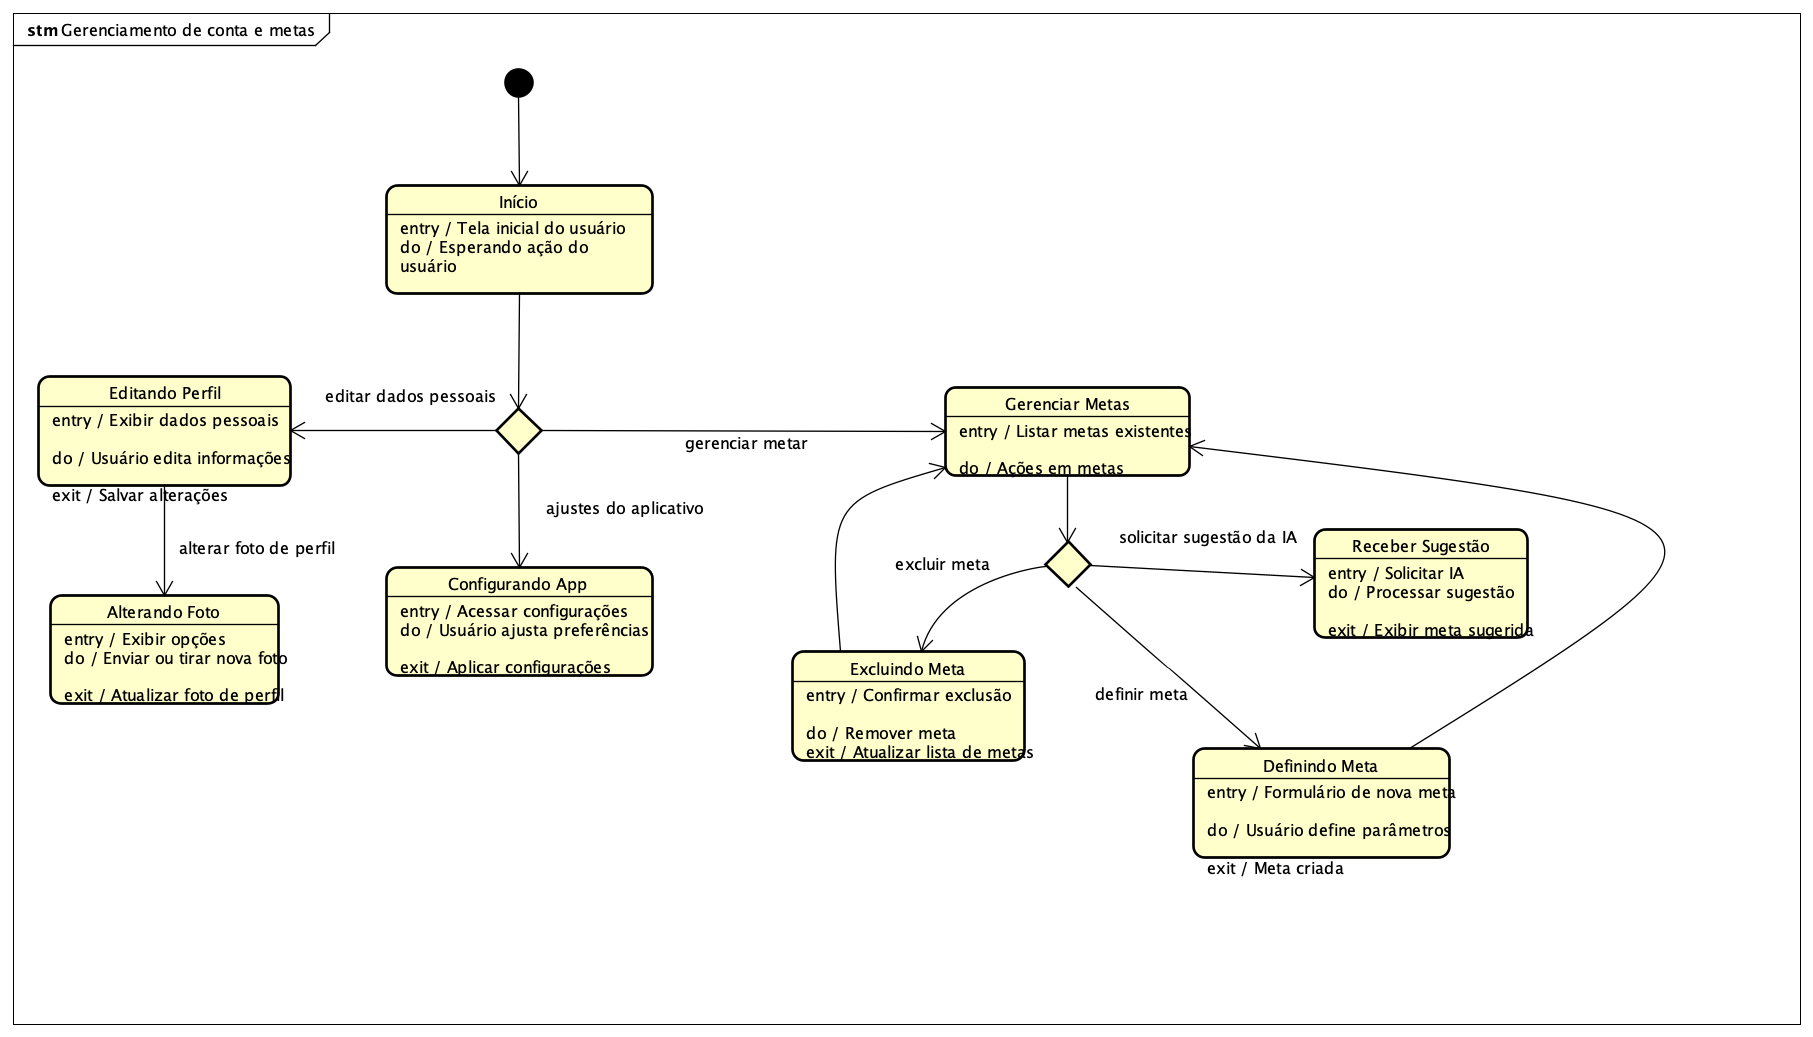 stm Gerenciamento de conta e metas
Início
entry / Tela inicial do usuário
do / Esperando ação do
usuário
editar dados pessoais
gerenciar metar
ajustes do aplicativo
Editando Perfil
entry / Exibir dados pessoais
do / Usuário edita informações
exit / Salvar alterações
alterar foto de perfil
Alterando Foto
entry / Exibir opções
do / Enviar ou tirar nova foto
exit / Atualizar foto de perfil
Configurando App
entry / Acessar configurações
do / Usuário ajusta preferências
exit / Aplicar configurações
Gerenciar Metas
entry / Listar metas existentes
do / Ações em metas
excluir meta
solicitar sugestão da IA
definir meta
Receber Sugestão
entry / Solicitar IA
do / Processar sugestão
exit / Exibir meta sugerida
Excluindo Meta
entry / Confirmar exclusão
do / Remover meta
exit / Atualizar lista de metas
Definindo Meta
entry / Formulário de nova meta
do / Usuário define parâmetros
exit / Meta criada